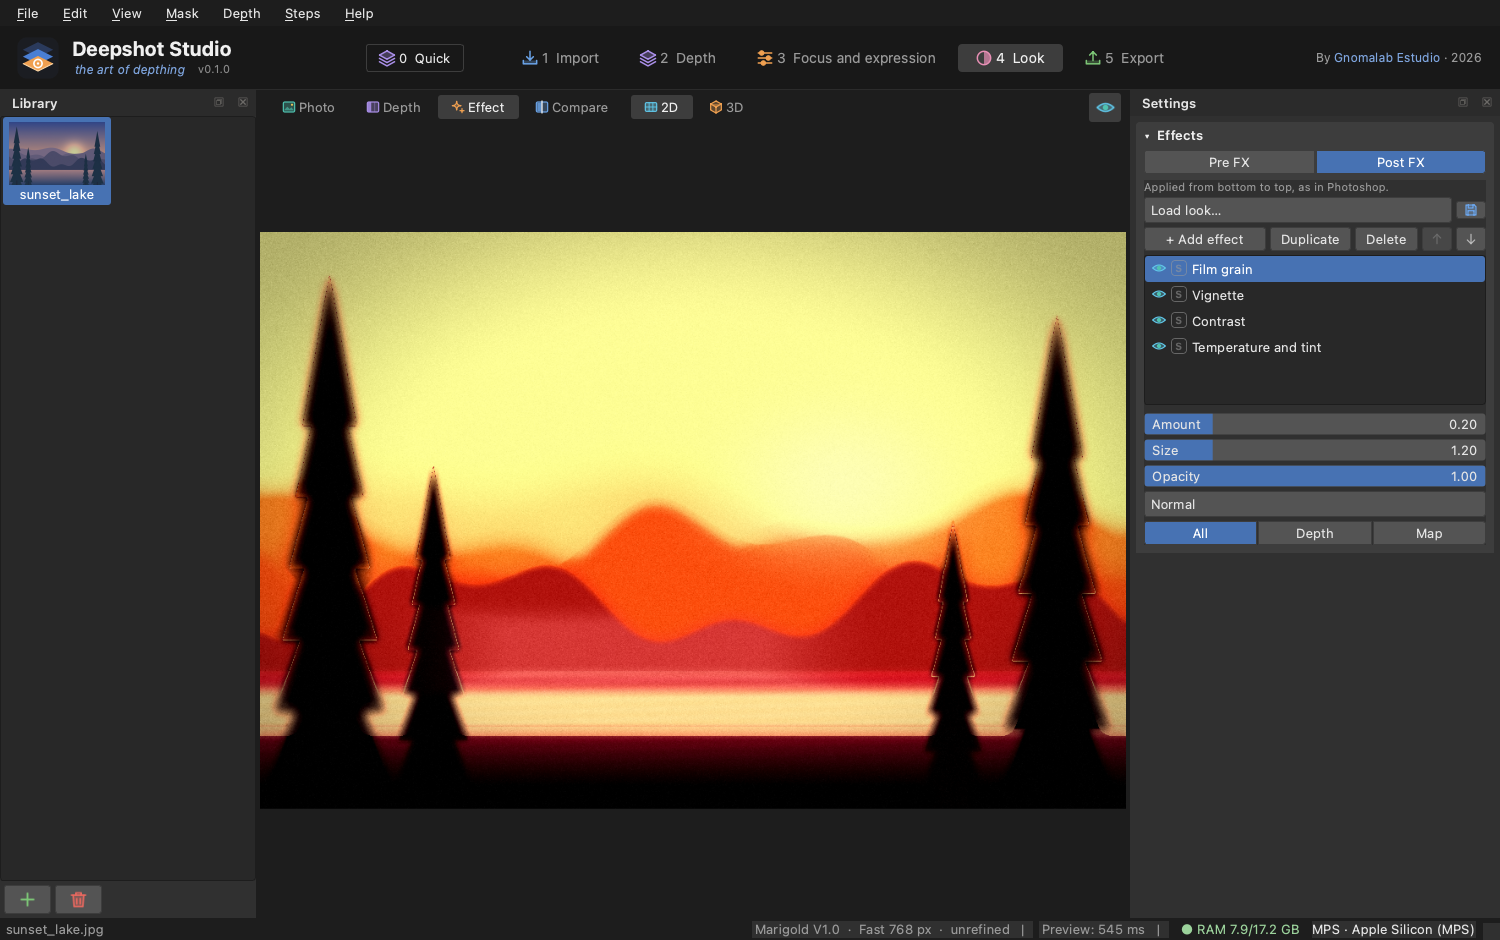 File Edit View Mask Depth Steps Help
Deepshot Studio
the art of depthing v0.1.0
0 Quick
1 Import
2 Depth
3 Focus and expression
4 Look
5 Export
By Gnomalab Estudio · 2026
Library
sunset_lake
Photo Depth Effect Compare 2D 3D
Settings
Effects
Pre FX Post FX
Applied from bottom to top, as in Photoshop.
Load look...
+ Add effect Duplicate Delete ↑ ↓
S Film grain
S Vignette
S Contrast
S Temperature and tint
Amount 0.20
Size 1.20
Opacity 1.00
Normal
All Depth Map
sunset_lake.jpg
Marigold V1.0 · Fast 768 px · unrefined | Preview: 545 ms | RAM 7.9/17.2 GB MPS · Apple Silicon (MPS)